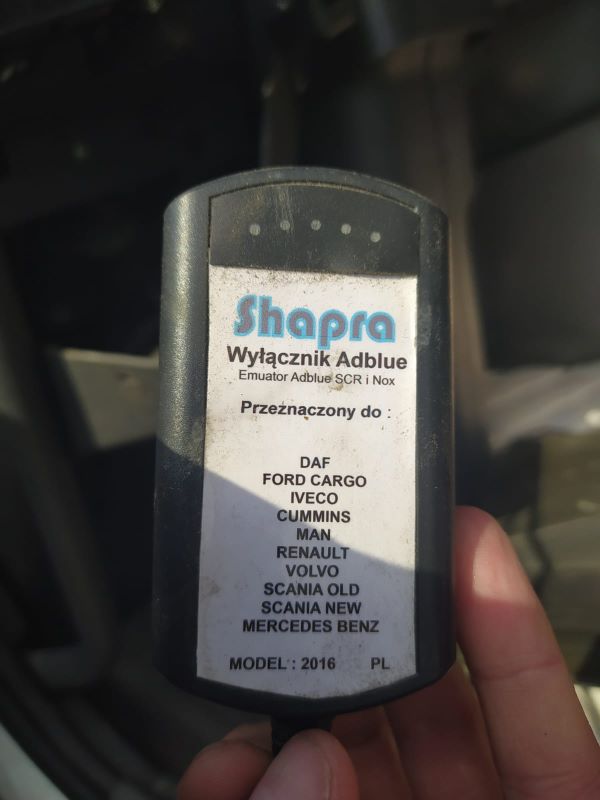 Shapra
Wyłącznik Adblue
Emuator Adblue SCR i Nox
Przeznaczony do :
DAF
FORD CARGO
IVECO
CUMMINS
MAN
RENAULT
VOLVO
SCANIA OLD
SCANIA NEW
MERCEDES BENZ
MODEL : 2016 PL